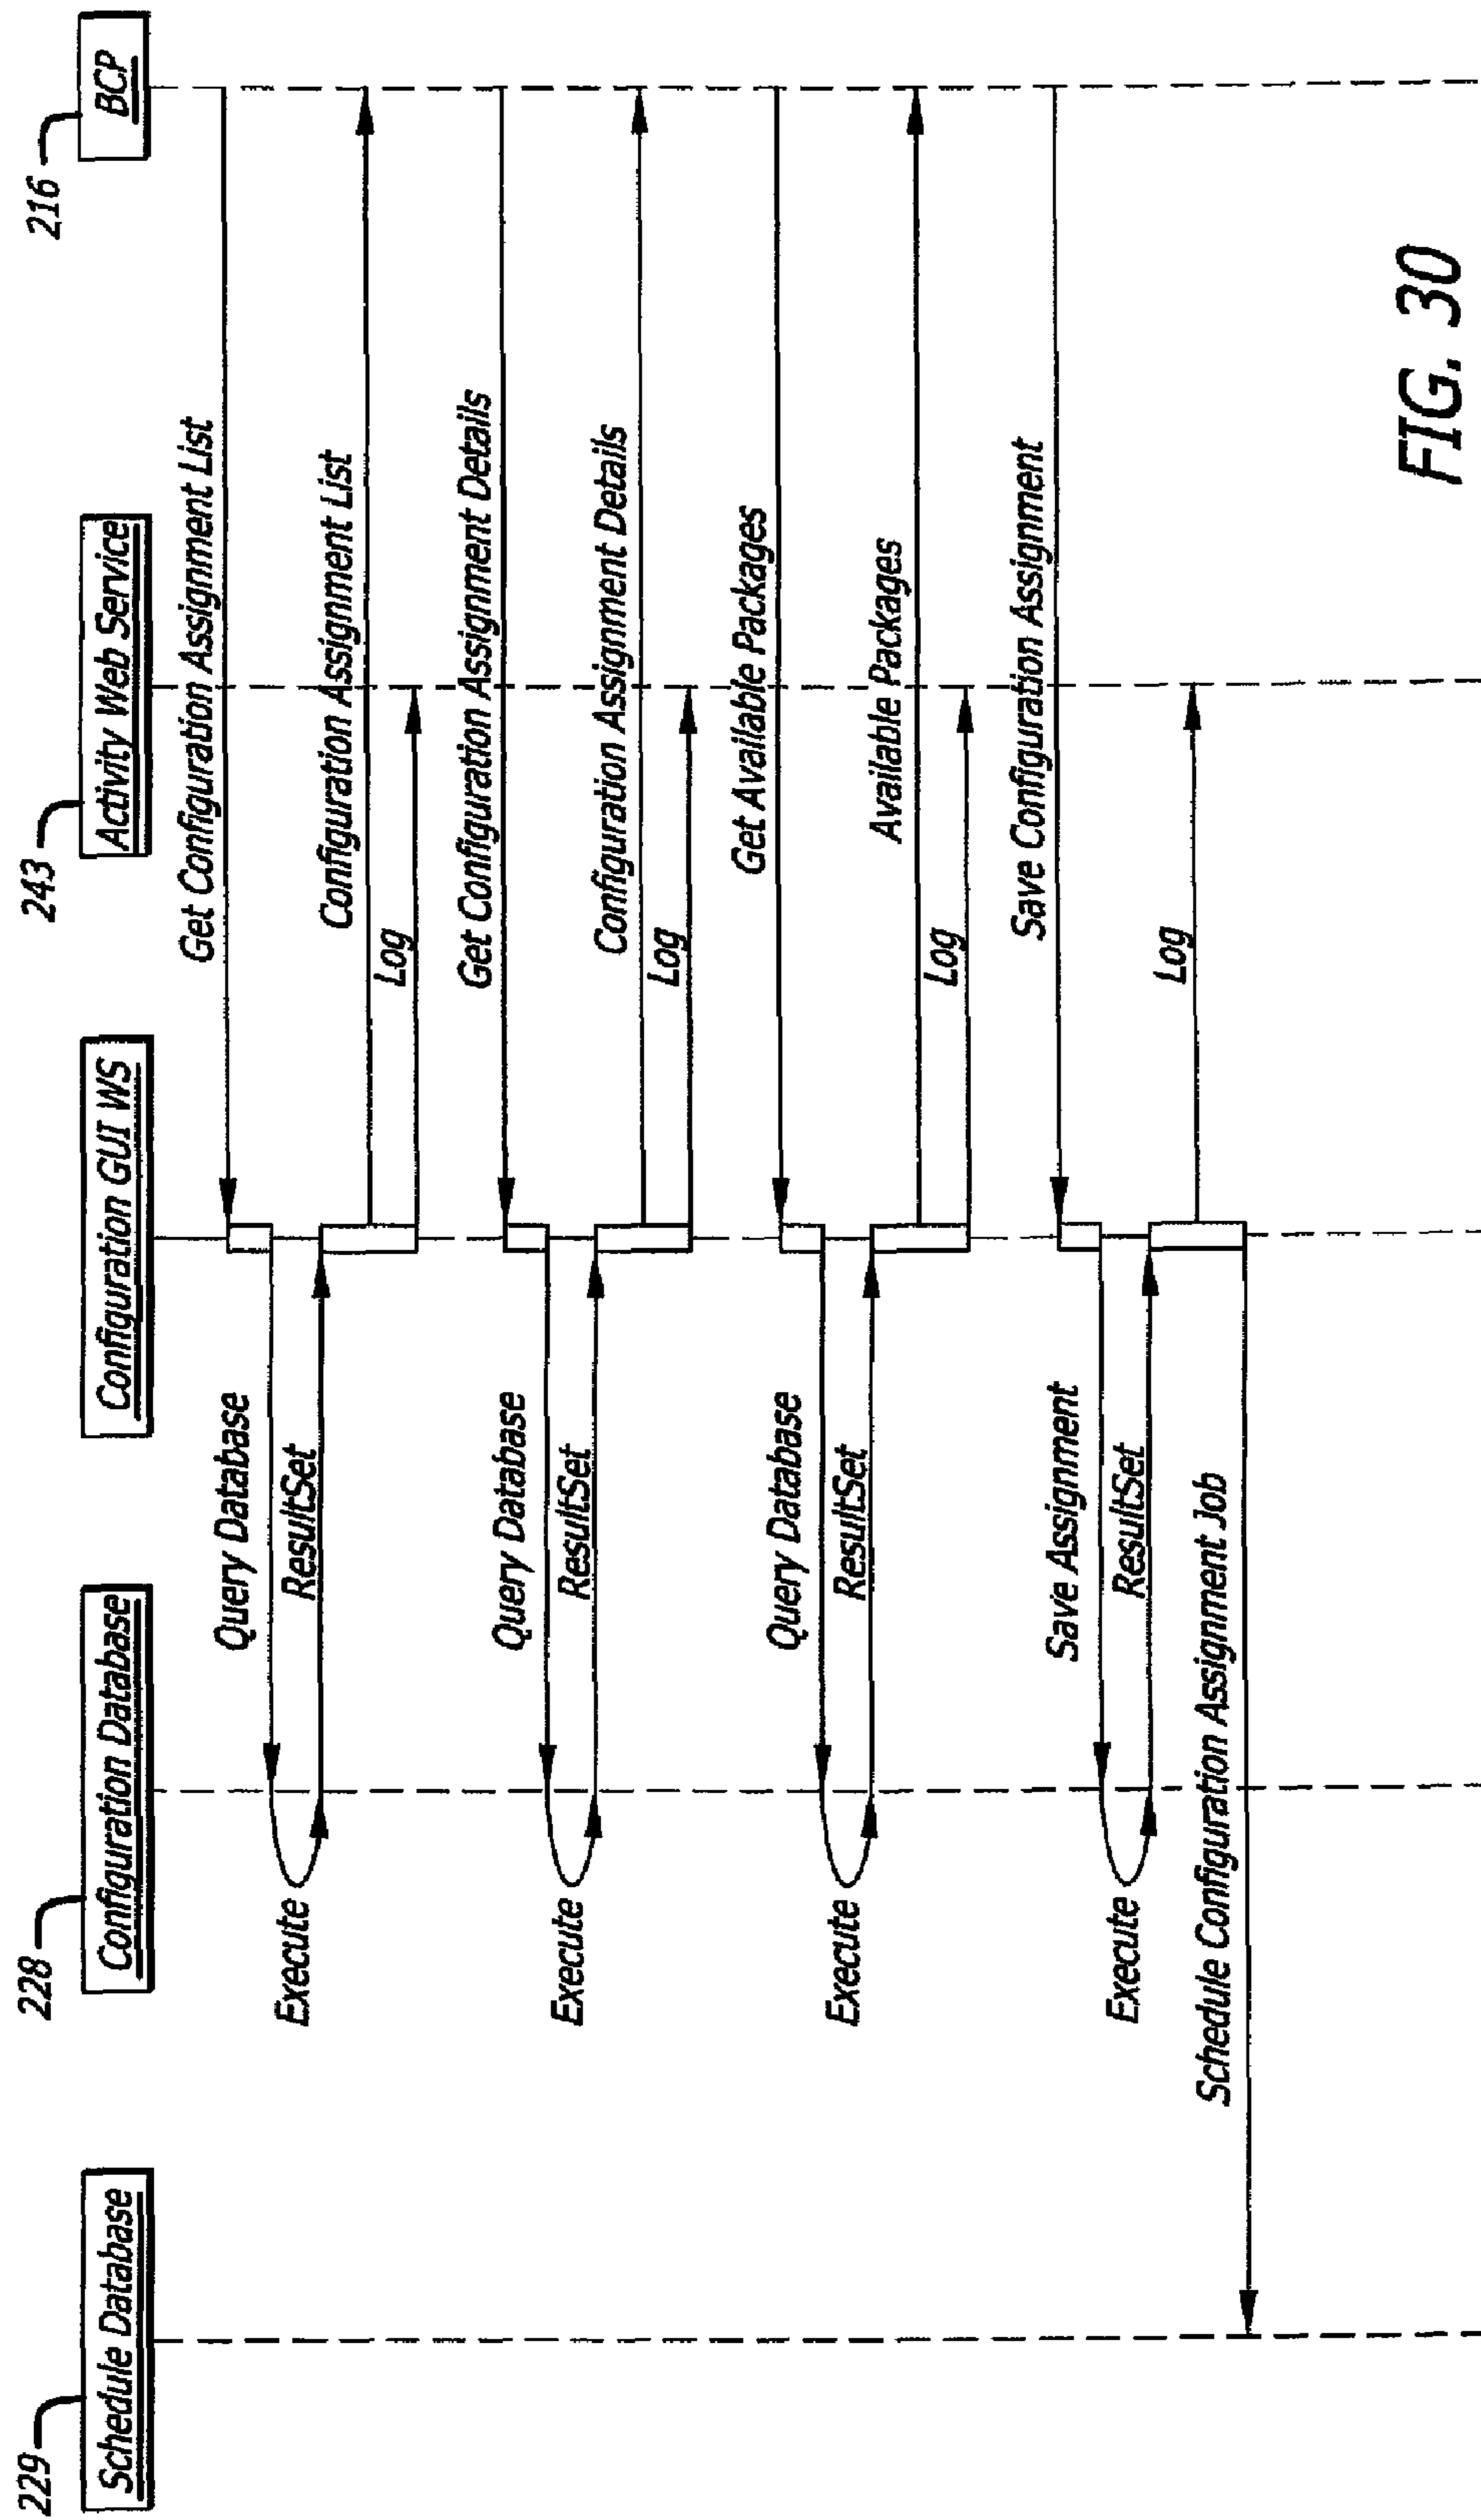 229
228
243
216
Schedule Database
Configuration Database
Configuration GUI WS
Activity Web Service
BCP
Get Configuration Assignment List
Query Database
Execute
ResultSet
Configuration Assignment List
Log
Get Configuration Assignment Details
Query Database
Execute
ResultSet
Configuration Assignment Details
Log
Get Available Packages
Query Database
Execute
ResultSet
Available Packages
Log
Save Configuration Assignment
Save Assignment
Execute
ResultSet
Log
Schedule Configuration Assignment Job
FIG. 30